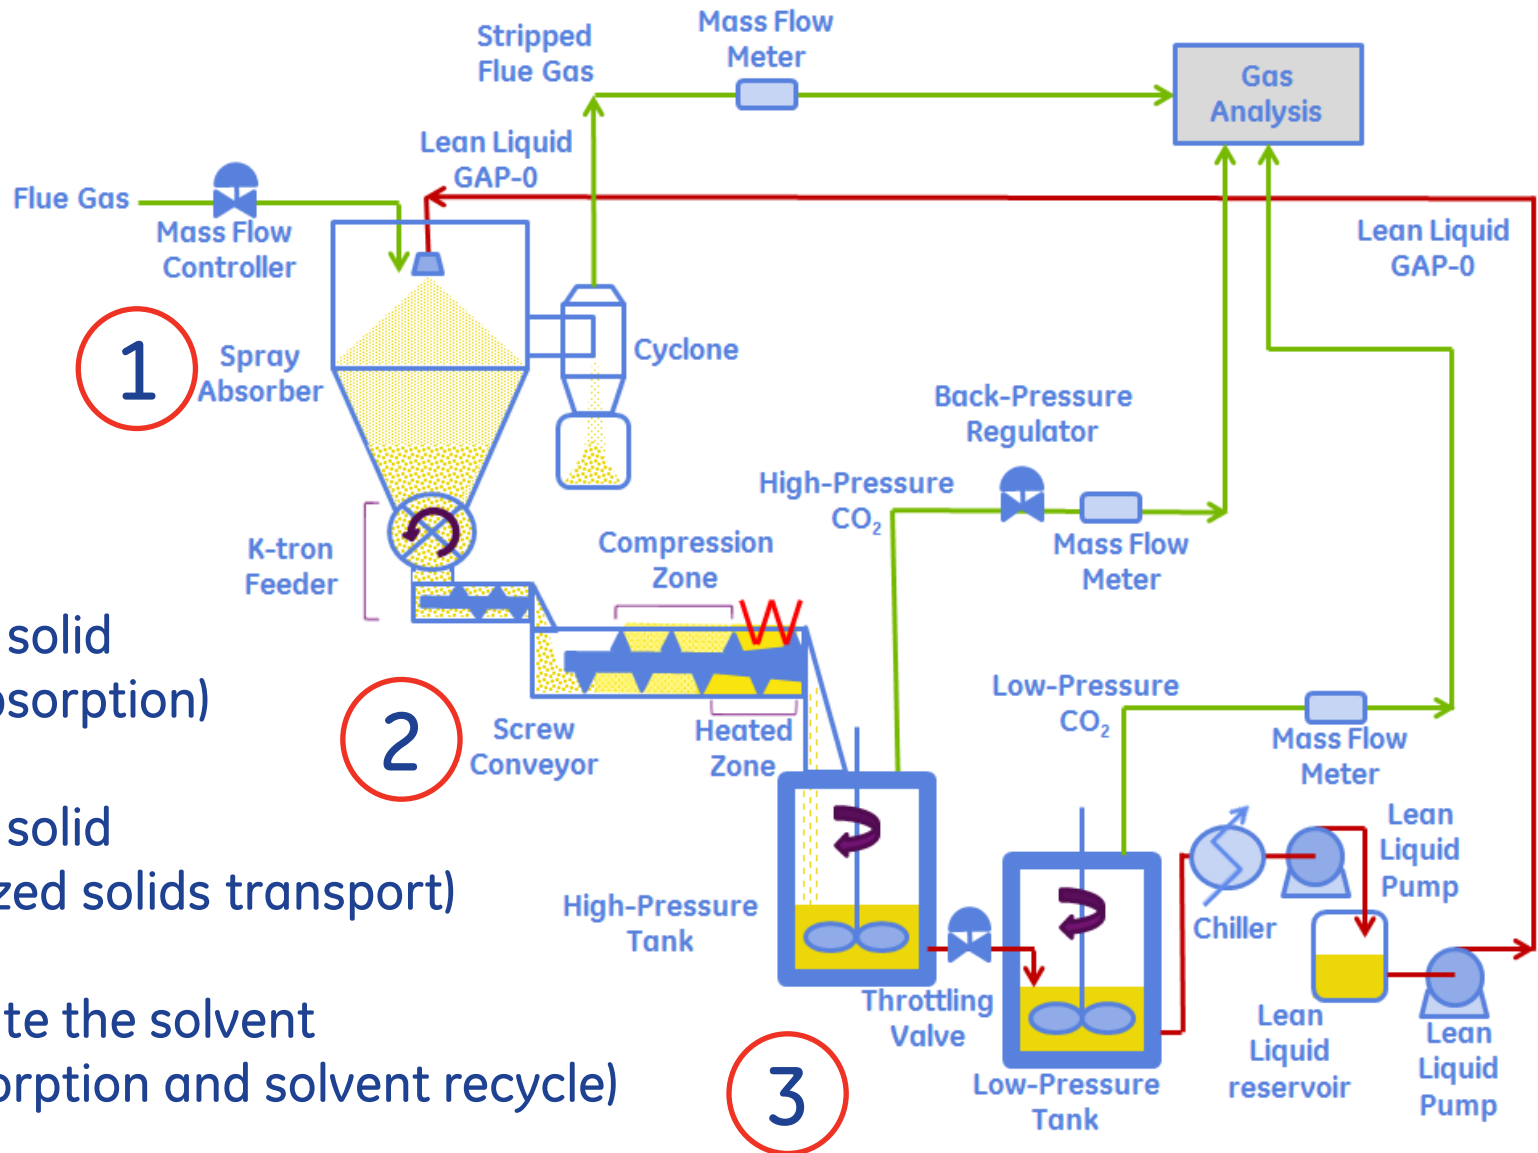 Stripped
Flue Gas
Mass Flow
Meter
Gas
Analysis
Lean Liquid
GAP-0
Flue Gas
Mass Flow
Controller
Lean Liquid
GAP-0
1
Spray
Absorber
Cyclone
Back-Pressure
Regulator
High-Pressure
CO₂
Mass Flow
Meter
K-tron
Feeder
Compression
Zone
solid
Low-Pressure
CO₂
2
Screw
Conveyor
Heated
Zone
Mass Flow
Meter
solid
solids transport)
Lean
Liquid
Pump
High-Pressure
Tank
Chiller
Throttling
Valve
the solvent
and solvent recycle)
3
Low-Pressure
Tank
Lean
Liquid
reservoir
Lean
Liquid
Pump